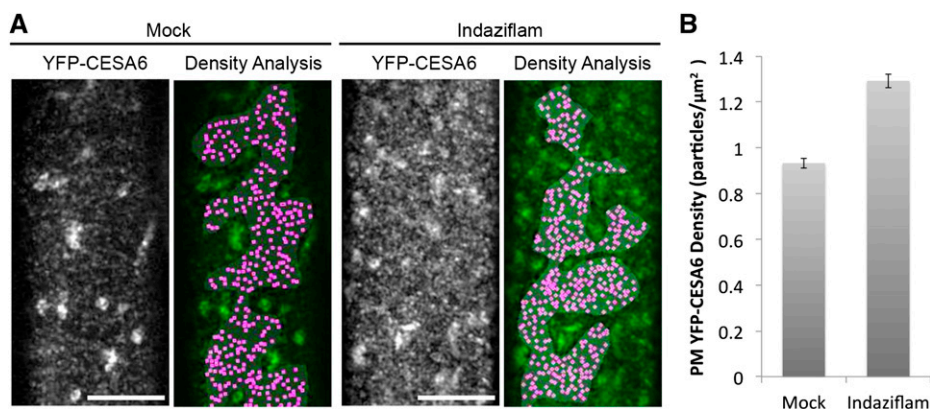 A
Mock
Indaziflam
YFP-CESA6
Density Analysis
YFP-CESA6
Density Analysis
B
PM YFP-CESA6 Density (particles/µm²)
1.4
1.2
1
0.8
0.6
0.4
0.2
0
Mock
Indaziflam